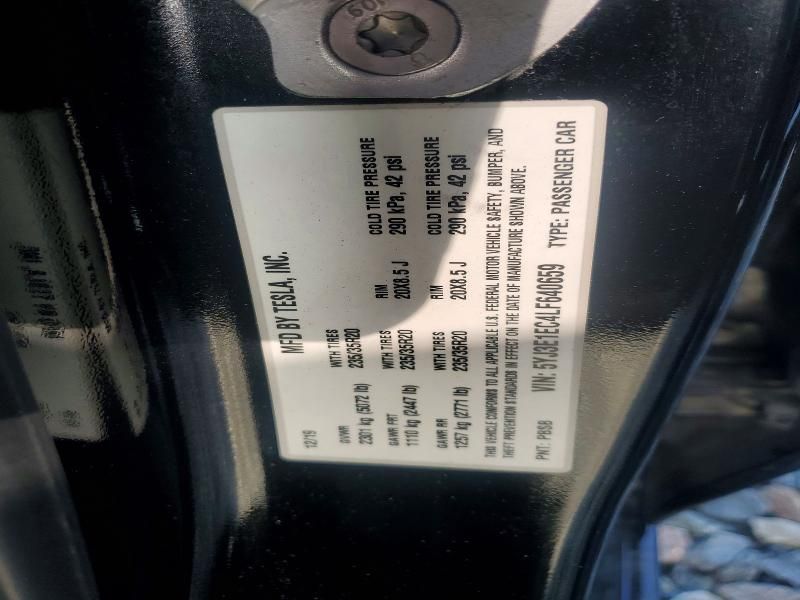 MFD BY TESLA, INC.
12/19
GVWR WITH TIRES RIM COLD TIRE PRESSURE
2301 kg (5072 lb) 235/35R20 20X8.5 J 290 kPa, 42 psi
GAWR FRT WITH TIRES RIM COLD TIRE PRESSURE
1110 kg (2447 lb) 235/35R20 20X8.5 J 290 kPa, 42 psi
GAWR RR WITH TIRES
1257 kg (2771 lb) 235/35R20
THIS VEHICLE CONFORMS TO ALL APPLICABLE U.S. FEDERAL MOTOR VEHICLE SAFETY, BUMPER, AND
THEFT PREVENTION STANDARDS IN EFFECT ON THE DATE OF MANUFACTURE SHOWN ABOVE.
PNT: PBSB VIN: 5YJ3E1EC4LF640659 TYPE: PASSENGER CAR
109